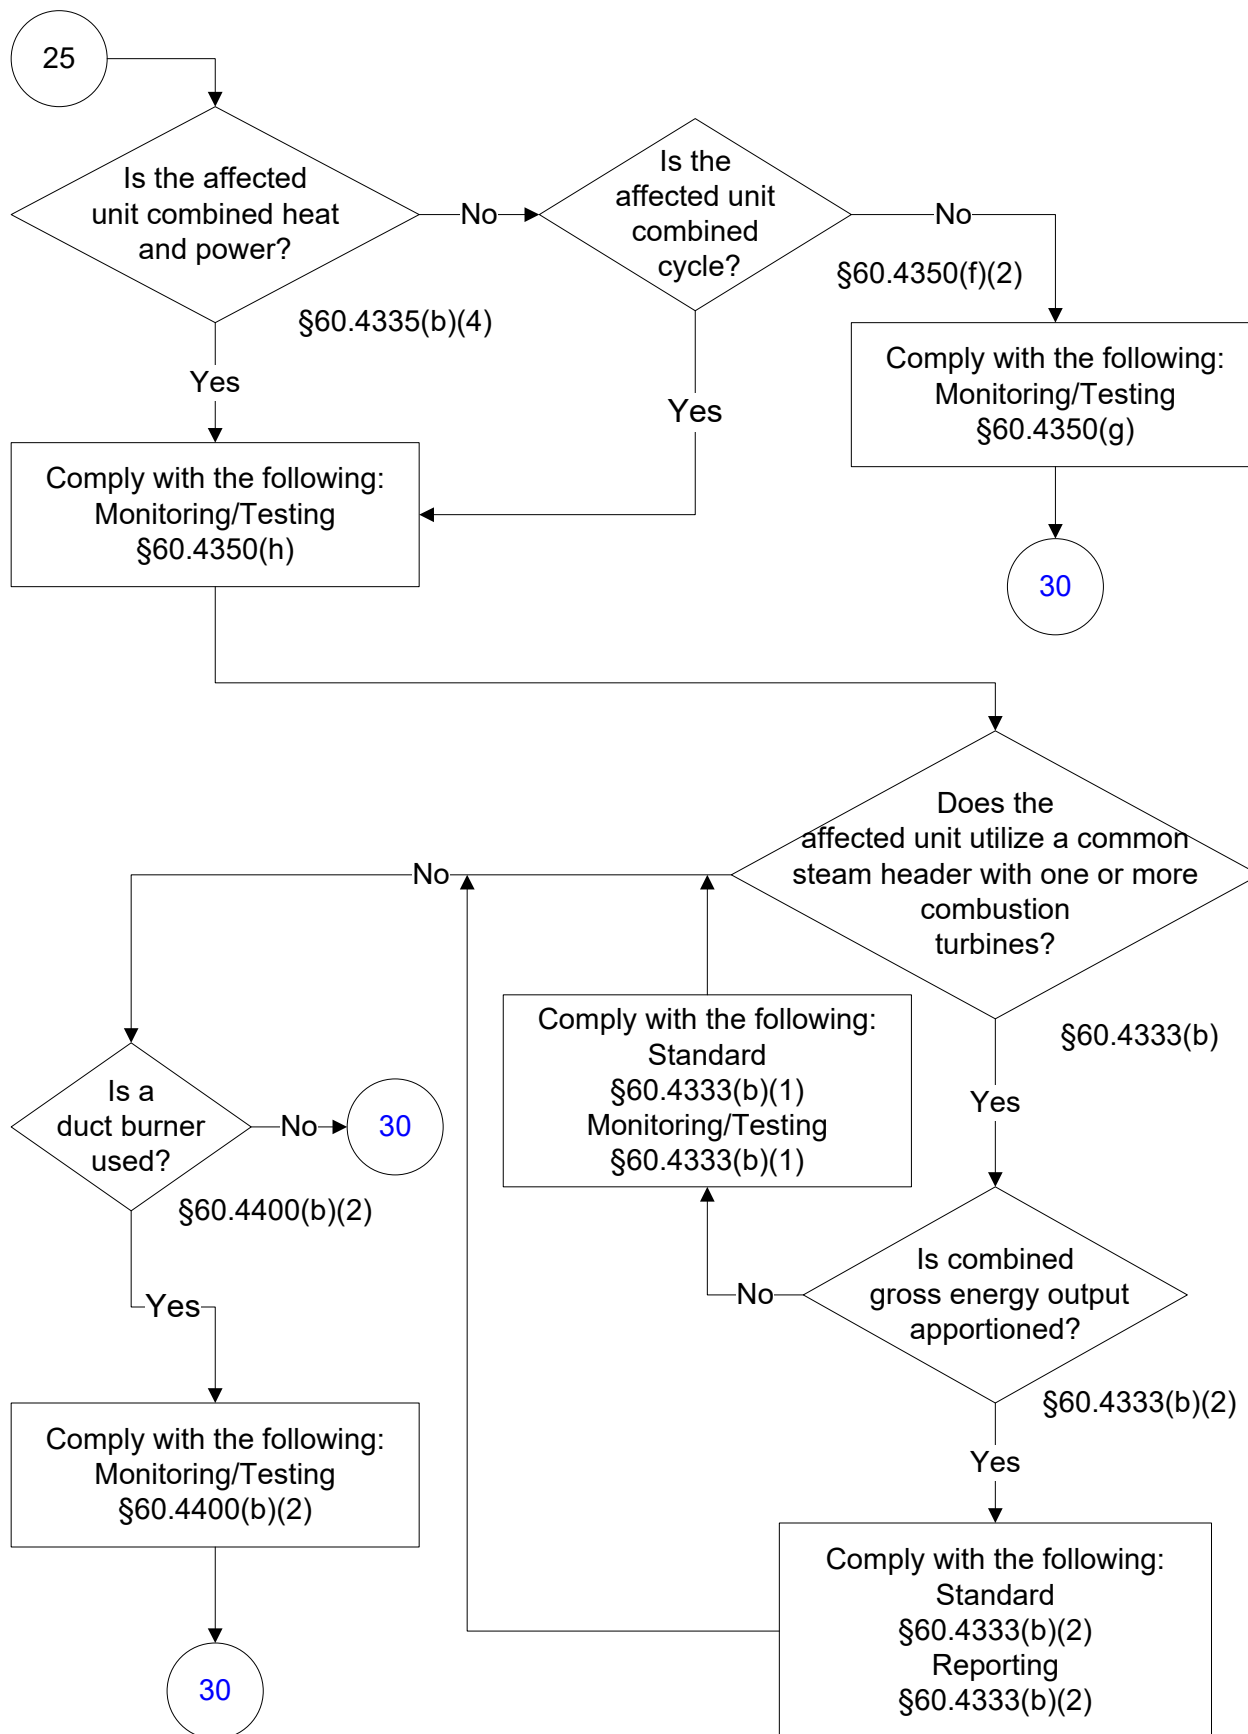 25
Is the affected
unit combined heat
and power?
No
Is the
affected unit
combined
cycle?
No
§60.4350(f)(2)
§60.4335(b)(4)
Yes
Yes
Comply with the following:
Monitoring/Testing
§60.4350(g)
Comply with the following:
Monitoring/Testing
§60.4350(h)
30
Does the
affected unit utilize a common
steam header with one or more
combustion
turbines?
No
§60.4333(b)
Comply with the following:
Standard
§60.4333(b)(1)
Monitoring/Testing
§60.4333(b)(1)
Yes
Is a
duct burner
used?
No
30
§60.4400(b)(2)
Is combined
gross energy output
apportioned?
No
Yes
§60.4333(b)(2)
Yes
Comply with the following:
Monitoring/Testing
§60.4400(b)(2)
Comply with the following:
Standard
§60.4333(b)(2)
Reporting
§60.4333(b)(2)
30